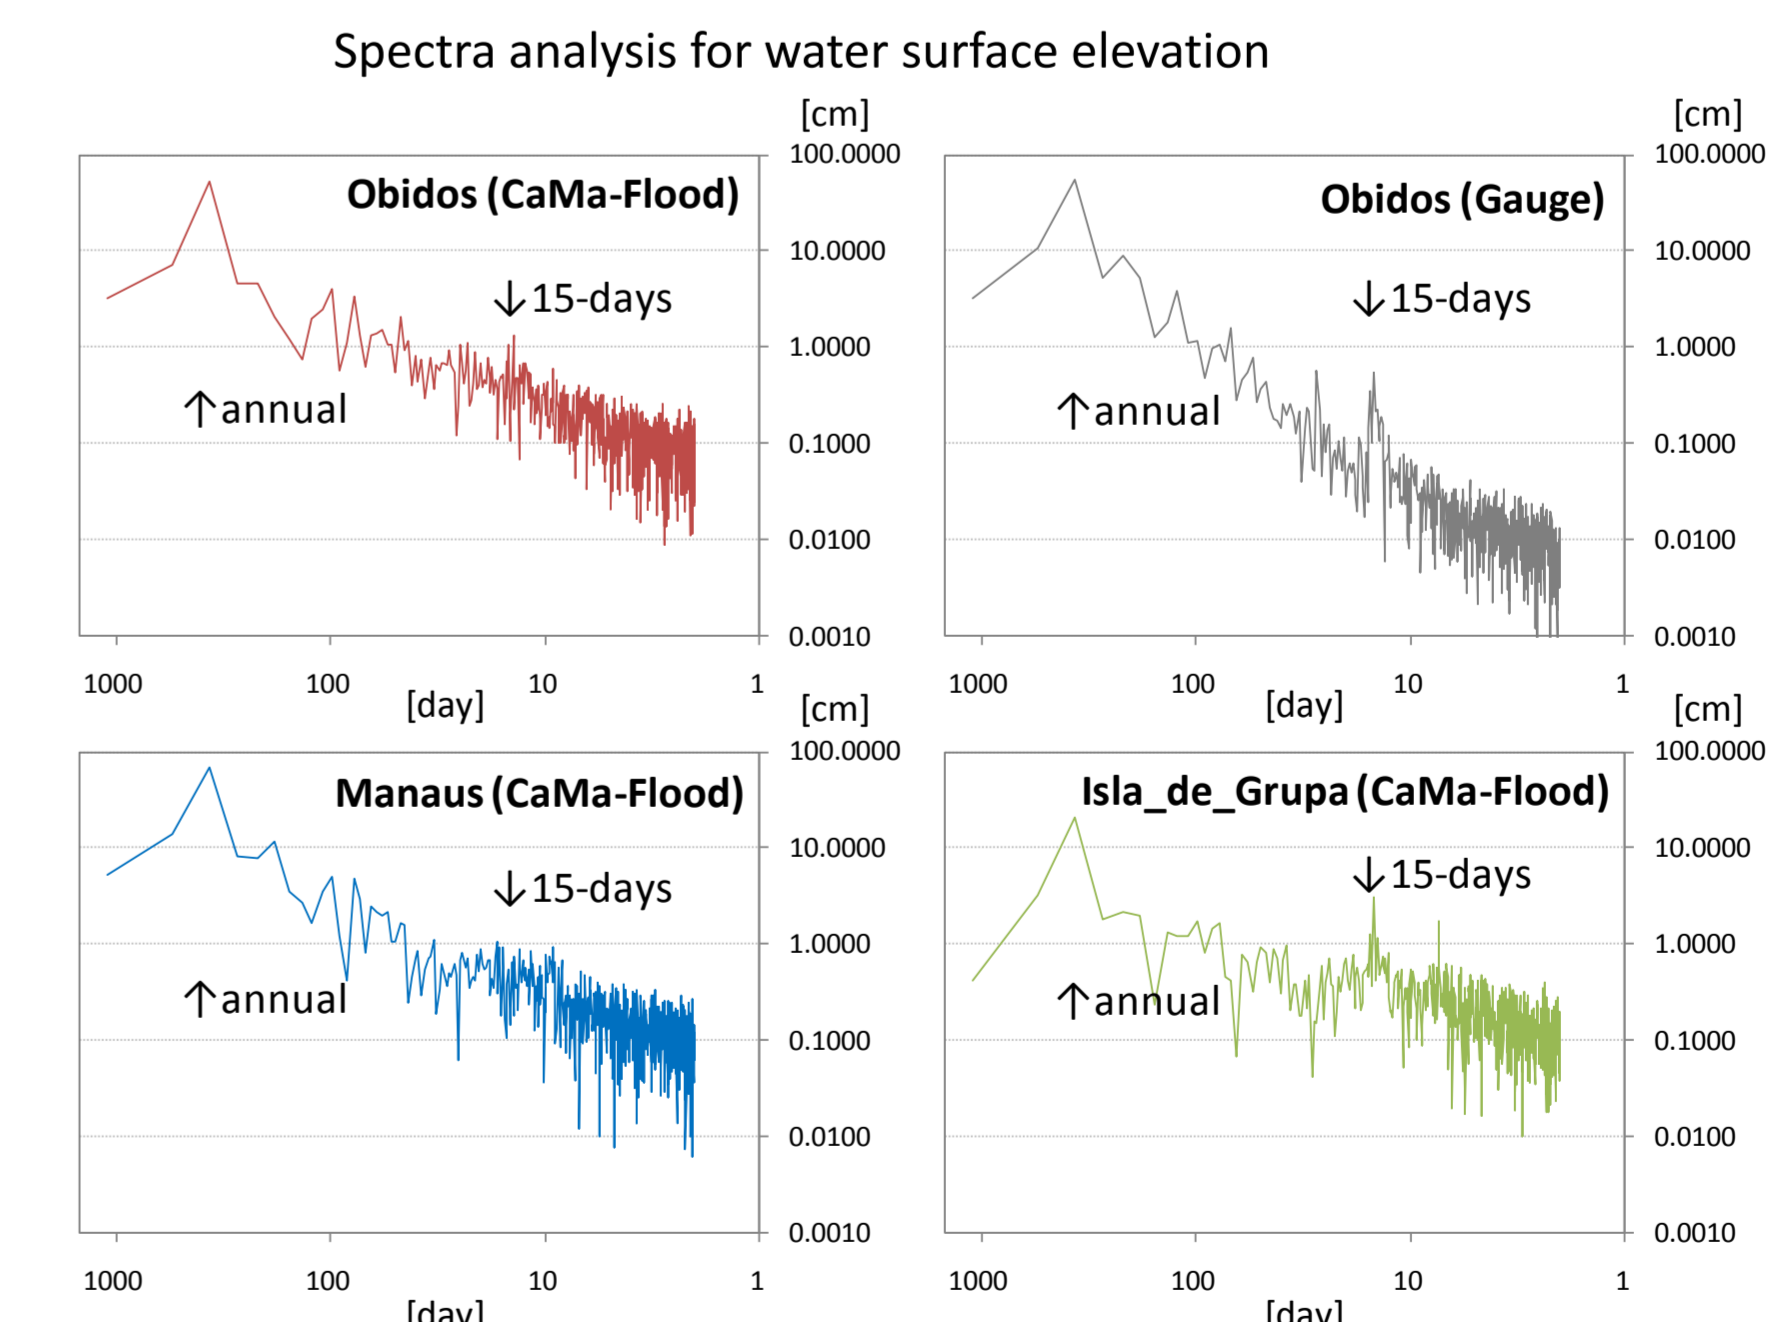 Spectra analysis for water surface elevation
[cm]
100.0000
Obidos (CaMa-Flood)
10.0000
↓15-days
1.0000
↑annual
0.1000
0.0100
0.0010
1000 100 10 1
[day]
[cm]
100.0000
Obidos (Gauge)
10.0000
↓15-days
1.0000
↑annual
0.1000
0.0100
0.0010
1000 100 10 1
[day]
[cm]
100.0000
Manaus (CaMa-Flood)
10.0000
↓15-days
1.0000
↑annual
0.1000
0.0100
0.0010
1000 100 10 1
[day]
[cm]
100.0000
Isla_de_Grupa (CaMa-Flood)
10.0000
↓15-days
1.0000
↑annual
0.1000
0.0100
0.0010
1000 100 10 1
[day]